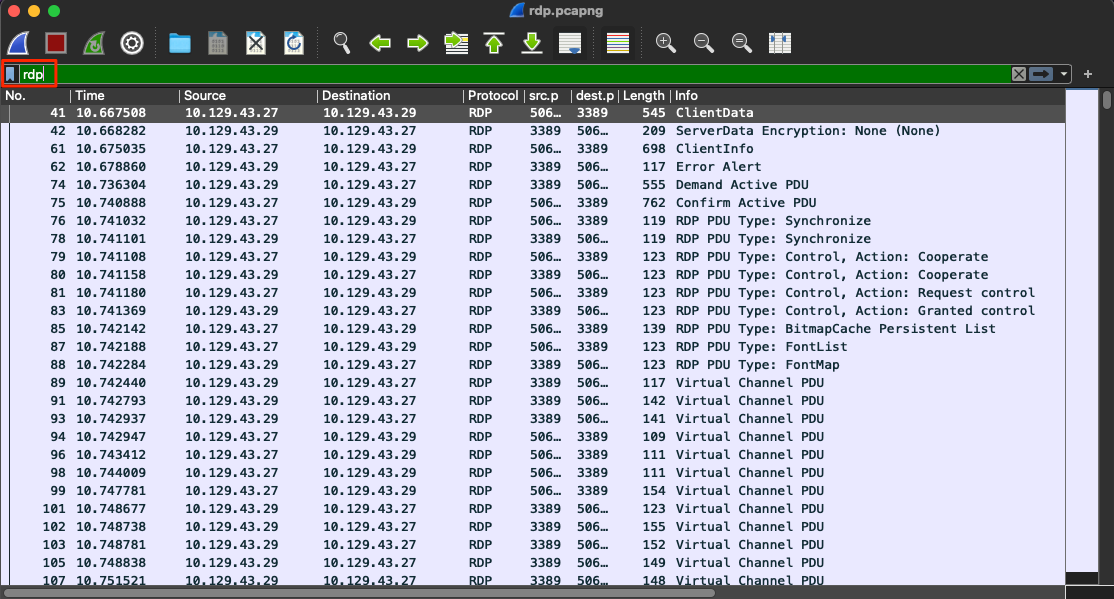 rdp.pcapng
rdp
No. Time Source Destination Protocol src.p dest.p Length Info
41 10.667508 10.129.43.27 10.129.43.29 RDP 506… 3389 545 ClientData
42 10.668282 10.129.43.29 10.129.43.27 RDP 3389 506… 209 ServerData Encryption: None (None)
61 10.675035 10.129.43.27 10.129.43.29 RDP 506… 3389 698 ClientInfo
62 10.678860 10.129.43.29 10.129.43.27 RDP 3389 506… 117 Error Alert
74 10.736304 10.129.43.29 10.129.43.27 RDP 3389 506… 555 Demand Active PDU
75 10.740888 10.129.43.27 10.129.43.29 RDP 506… 3389 762 Confirm Active PDU
76 10.741032 10.129.43.27 10.129.43.29 RDP 506… 3389 119 RDP PDU Type: Synchronize
78 10.741101 10.129.43.29 10.129.43.27 RDP 3389 506… 119 RDP PDU Type: Synchronize
79 10.741108 10.129.43.27 10.129.43.29 RDP 506… 3389 123 RDP PDU Type: Control, Action: Cooperate
80 10.741158 10.129.43.29 10.129.43.27 RDP 3389 506… 123 RDP PDU Type: Control, Action: Cooperate
81 10.741180 10.129.43.27 10.129.43.29 RDP 506… 3389 123 RDP PDU Type: Control, Action: Request control
83 10.741369 10.129.43.29 10.129.43.27 RDP 3389 506… 123 RDP PDU Type: Control, Action: Granted control
85 10.742142 10.129.43.27 10.129.43.29 RDP 506… 3389 139 RDP PDU Type: BitmapCache Persistent List
87 10.742188 10.129.43.27 10.129.43.29 RDP 506… 3389 123 RDP PDU Type: FontList
88 10.742284 10.129.43.29 10.129.43.27 RDP 3389 506… 123 RDP PDU Type: FontMap
89 10.742440 10.129.43.29 10.129.43.27 RDP 3389 506… 117 Virtual Channel PDU
91 10.742793 10.129.43.29 10.129.43.27 RDP 3389 506… 142 Virtual Channel PDU
93 10.742937 10.129.43.29 10.129.43.27 RDP 3389 506… 141 Virtual Channel PDU
94 10.742947 10.129.43.27 10.129.43.29 RDP 506… 3389 109 Virtual Channel PDU
96 10.743412 10.129.43.27 10.129.43.29 RDP 506… 3389 111 Virtual Channel PDU
98 10.744009 10.129.43.27 10.129.43.29 RDP 506… 3389 111 Virtual Channel PDU
99 10.747781 10.129.43.27 10.129.43.29 RDP 506… 3389 154 Virtual Channel PDU
101 10.748677 10.129.43.27 10.129.43.29 RDP 506… 3389 123 Virtual Channel PDU
102 10.748738 10.129.43.29 10.129.43.27 RDP 3389 506… 155 Virtual Channel PDU
103 10.748781 10.129.43.29 10.129.43.27 RDP 3389 506… 152 Virtual Channel PDU
105 10.748838 10.129.43.29 10.129.43.27 RDP 3389 506… 149 Virtual Channel PDU
107 10.751521 10.129.43.29 10.129.43.27 RDP 3389 506… 148 Virtual Channel PDU